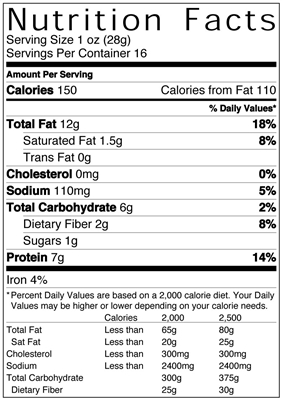 Nutrition Facts
Serving Size 1 oz (28g)
Servings Per Container 16
Amount Per Serving
Calories 150 Calories from Fat 110
% Daily Values*
Total Fat 12g 18%
Saturated Fat 1.5g 8%
Trans Fat 0g
Cholesterol 0mg 0%
Sodium 110mg 5%
Total Carbohydrate 6g 2%
Dietary Fiber 2g 8%
Sugars 1g
Protein 7g 14%
Iron 4%
*Percent Daily Values are based on a 2,000 calorie diet. Your Daily
Values may be higher or lower depending on your calorie needs.
Calories 2,000 2,500
Total Fat Less than 65g 80g
Sat Fat Less than 20g 25g
Cholesterol Less than 300mg 300mg
Sodium Less than 2400mg 2400mg
Total Carbohydrate 300g 375g
Dietary Fiber 25g 30g